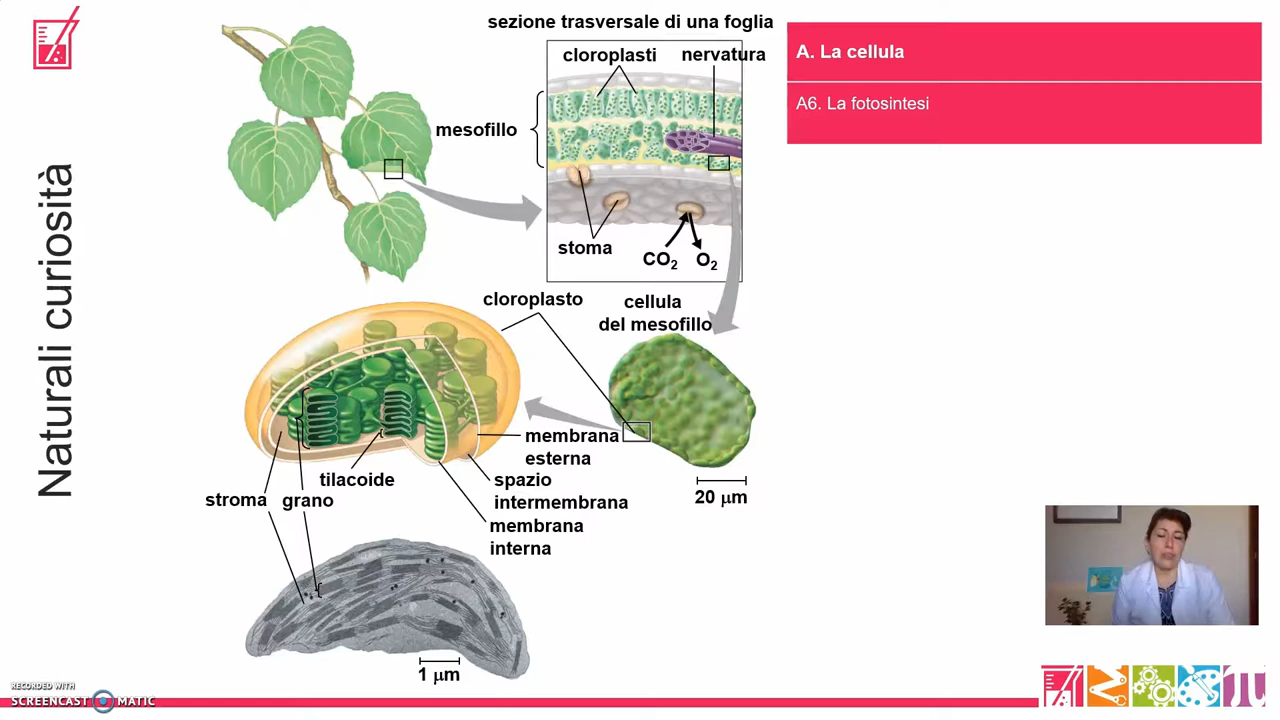 sezione trasversale di una foglia
cloroplasti
nervatura
mesofillo
stoma
CO₂
O₂
cloroplasto
cellula
del mesofillo
membrana
esterna
spazio
intermembrana
membrana
interna
tilacoide
stroma
grano
20 µm
1 µm
Naturali curiosità
A. La cellula
A6. La fotosintesi
RECORDED WITH
SCREENCAST MATIC